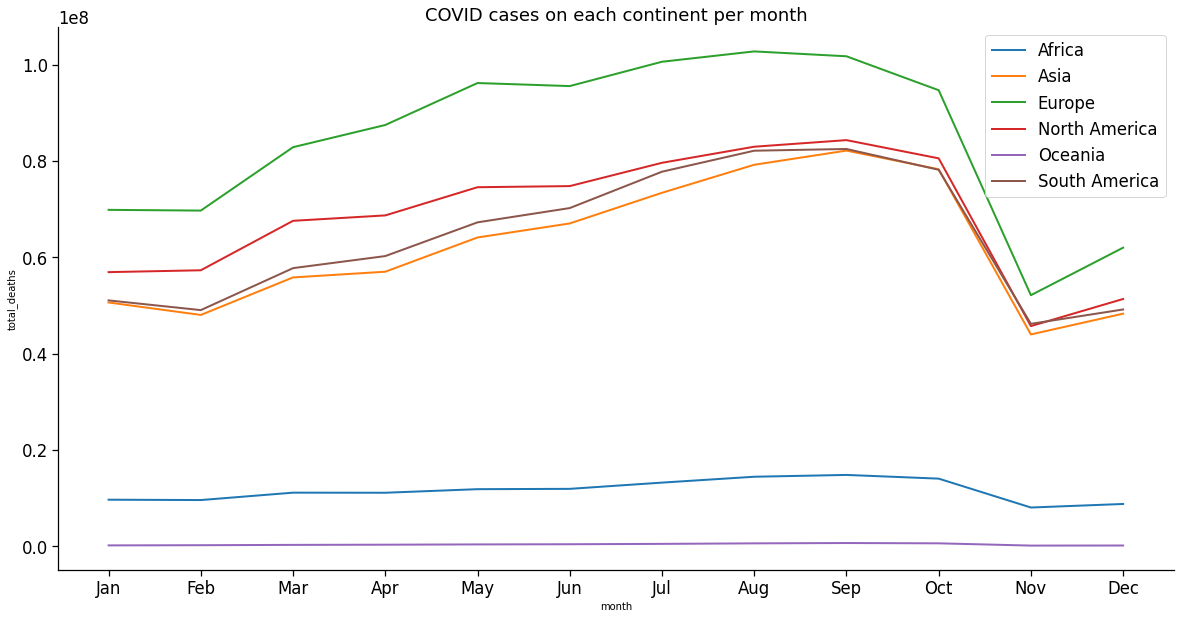 COVID cases on each continent per month
1e8
1.0
0.8
0.6
0.4
0.2
0.0
total_deaths
Africa
Asia
Europe
North America
Oceania
South America
Jan Feb Mar Apr May Jun Jul Aug Sep Oct Nov Dec
month